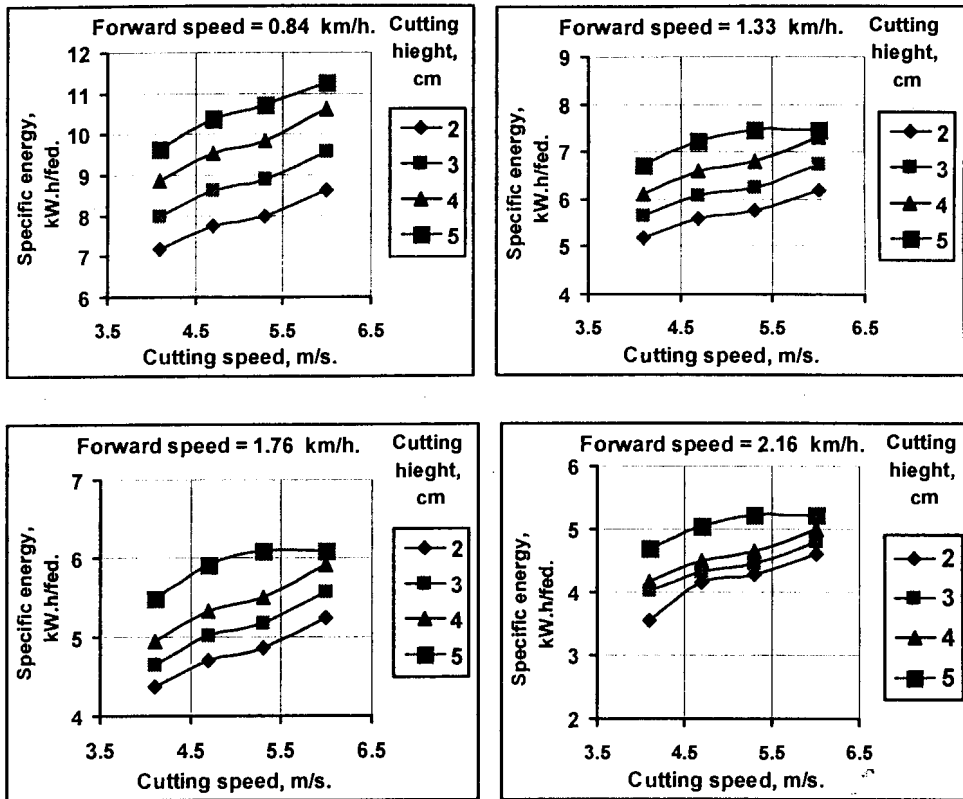 Forward speed = 0.84 km/h.
Cutting
hieght,
cm
Specific energy,
kW.h/fed.
12
11
10
9
8
7
6
3.5 4.5 5.5 6.5
Cutting speed, m/s.
2
3
4
5
Forward speed = 1.33 km/h.
Cutting
hieght,
cm
Specific energy,
kW.h/fed.
9
8
7
6
5
4
3.5 4.5 5.5 6.5
Cutting speed, m/s.
2
3
4
5
Forward speed = 1.76 km/h.
Cutting
hieght,
cm
Specific energy,
kW.h/fed.
7
6
5
4
3.5 4.5 5.5 6.5
Cutting speed, m/s.
2
3
4
5
Forward speed = 2.16 km/h.
Cutting
hieght,
cm
Specific energy,
kW.h/fed.
6
5
4
3
2
3.5 4.5 5.5 6.5
Cutting speed, m/s.
2
3
4
5